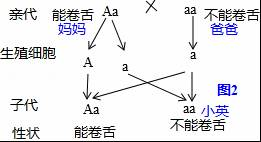 亲代 能卷舌 Aa × aa 不能卷舌
妈妈 爸爸
生殖细胞 A a a
图2
子代 Aa aa 小英
性状 能卷舌 不能卷舌